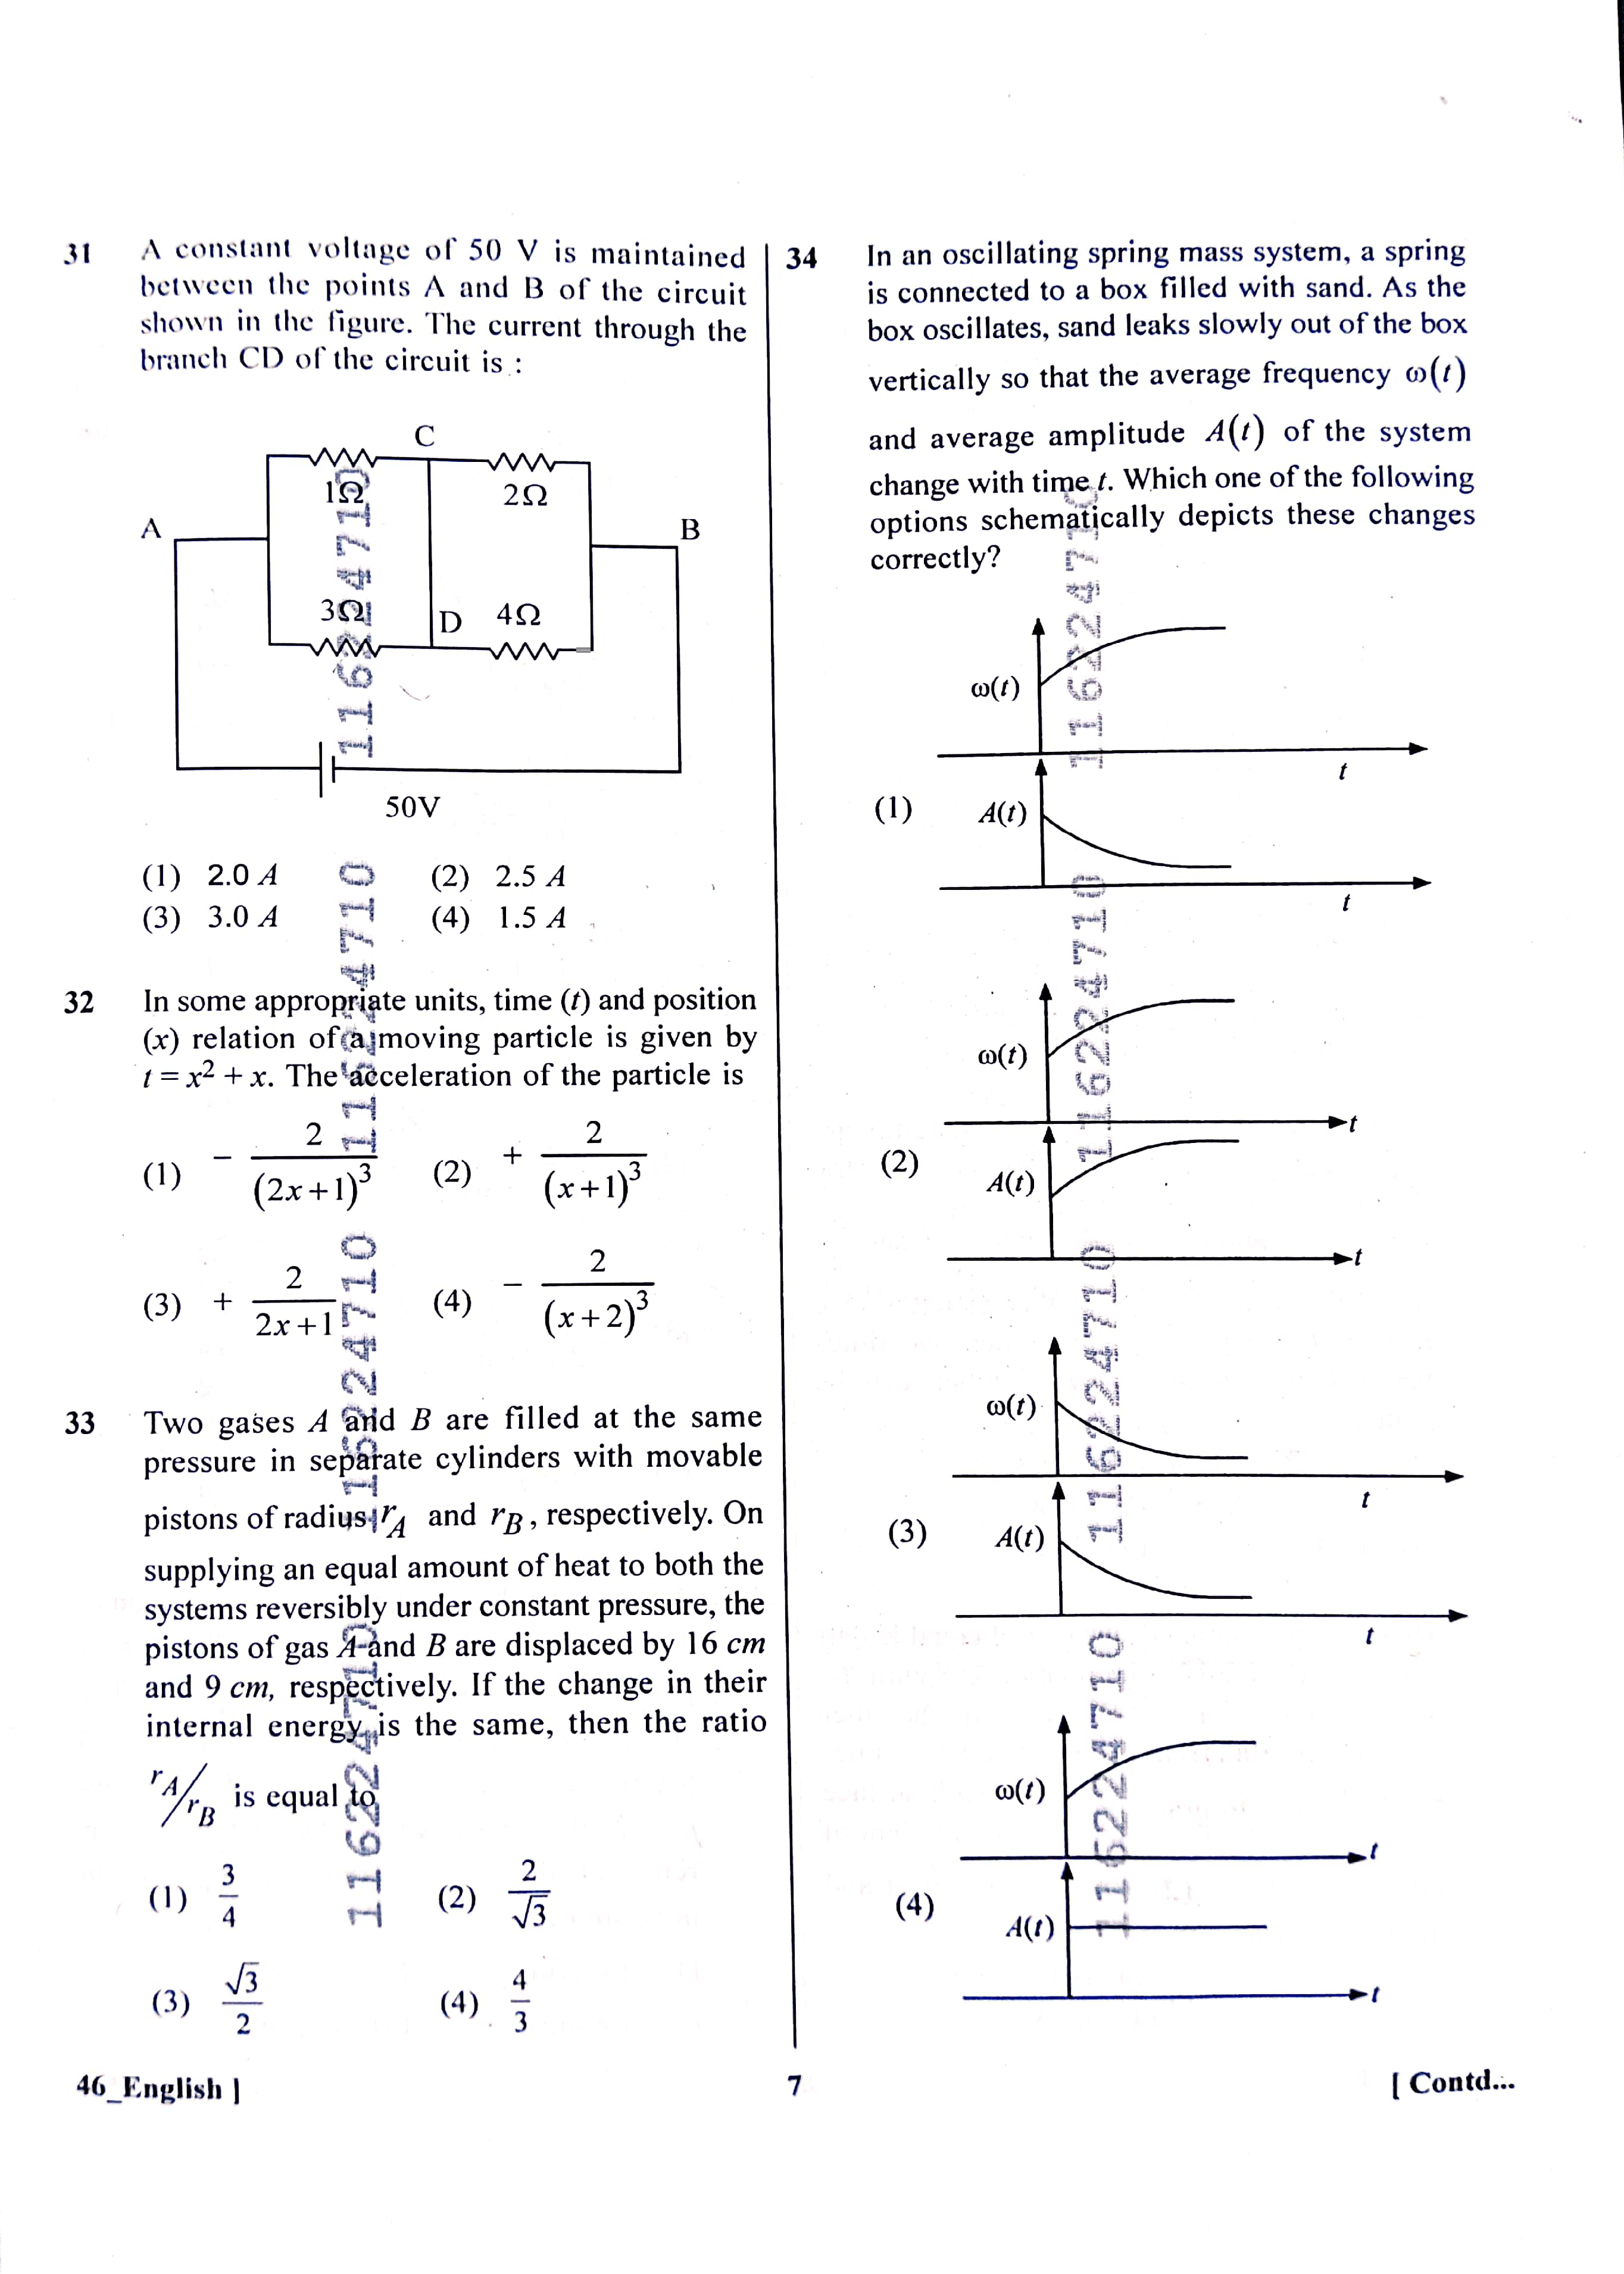 31 A constant voltage of 50 V is maintained
between the points A and B of the circuit
shown in the figure. The current through the
branch CD of the circuit is :
C
1Ω
2Ω
A
B
3Ω
D
4Ω
50V
(1) 2.0 A (2) 2.5 A
(3) 3.0 A (4) 1.5 A
32 In some appropriate units, time (t) and position
(x) relation of a moving particle is given by
t = x² + x. The acceleration of the particle is
(1) − 2/(2x+1)³ (2) + 2/(x+1)³
(3) + 2/2x+1 (4) − 2/(x+2)³
33 Two gases A and B are filled at the same
pressure in separate cylinders with movable
pistons of radius r_A and r_B, respectively. On
supplying an equal amount of heat to both the
systems reversibly under constant pressure, the
pistons of gas A and B are displaced by 16 cm
and 9 cm, respectively. If the change in their
internal energy is the same, then the ratio
r_A/r_B is equal to
(1) 3/4 (2) 2/√3
(3) √3/2 (4) 4/3
34 In an oscillating spring mass system, a spring
is connected to a box filled with sand. As the
box oscillates, sand leaks slowly out of the box
vertically so that the average frequency ω(t)
and average amplitude A(t) of the system
change with time t. Which one of the following
options schematically depicts these changes
correctly?
ω(t)
t
(1) A(t)
t
ω(t)
t
(2) A(t)
t
ω(t)
t
(3) A(t)
t
ω(t)
t
(4) A(t)
t
116224710
116224710
116224710
116224710
116224710
116224710
116224710
116224710
46_English ]
7
[ Contd...